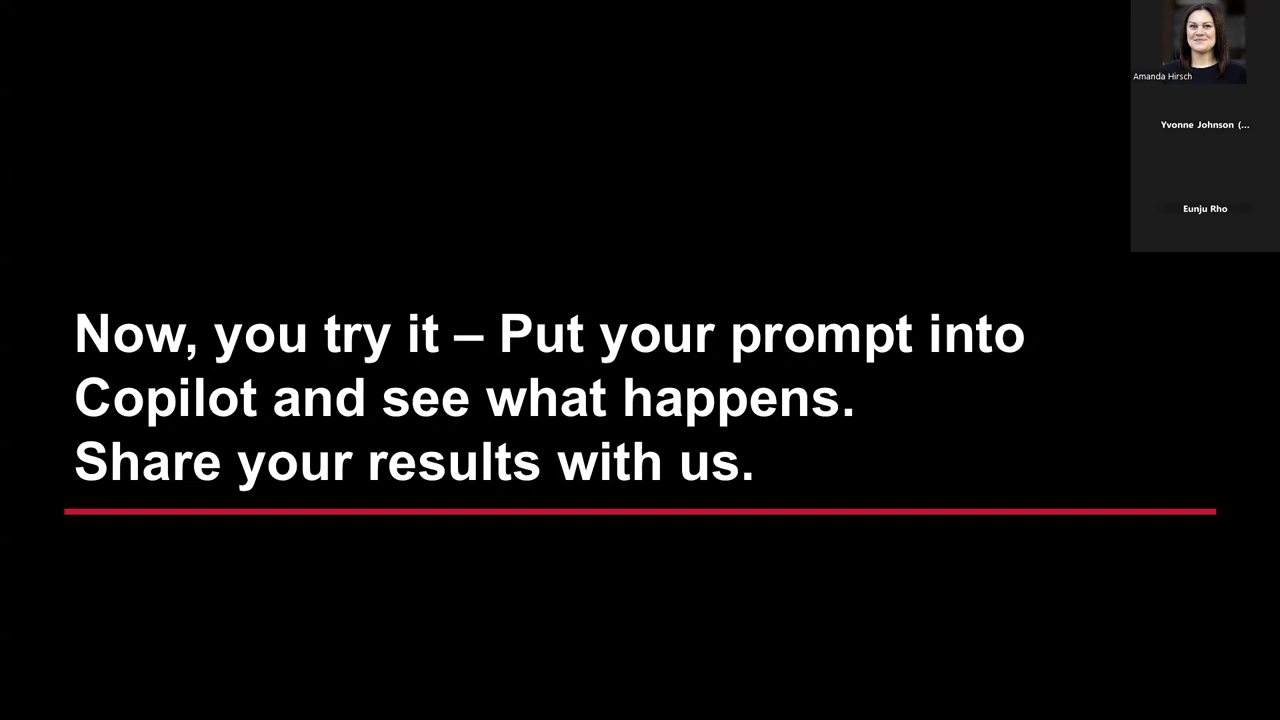 Amanda Hirsch
Yvonne Johnson (...
Eunju Rho
Now, you try it – Put your prompt into
Copilot and see what happens.
Share your results with us.